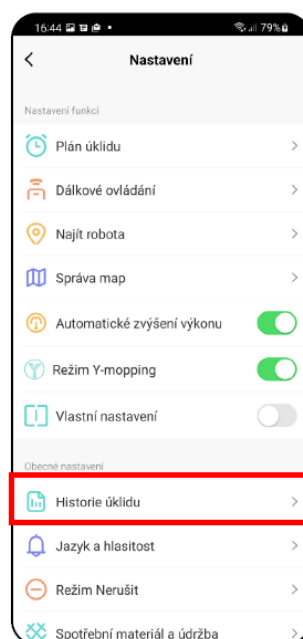 16:44 79%
Nastavení
Nastavení funkcí
Plán úklidu
Dálkové ovládání
Najít robota
Správa map
Automatické zvýšení výkonu
Režim Y-mopping
Vlastní nastavení
Obecné nastavení
Historie úklidu
Jazyk a hlasitost
Režim Nerušit
Spotřební materiál a údržba